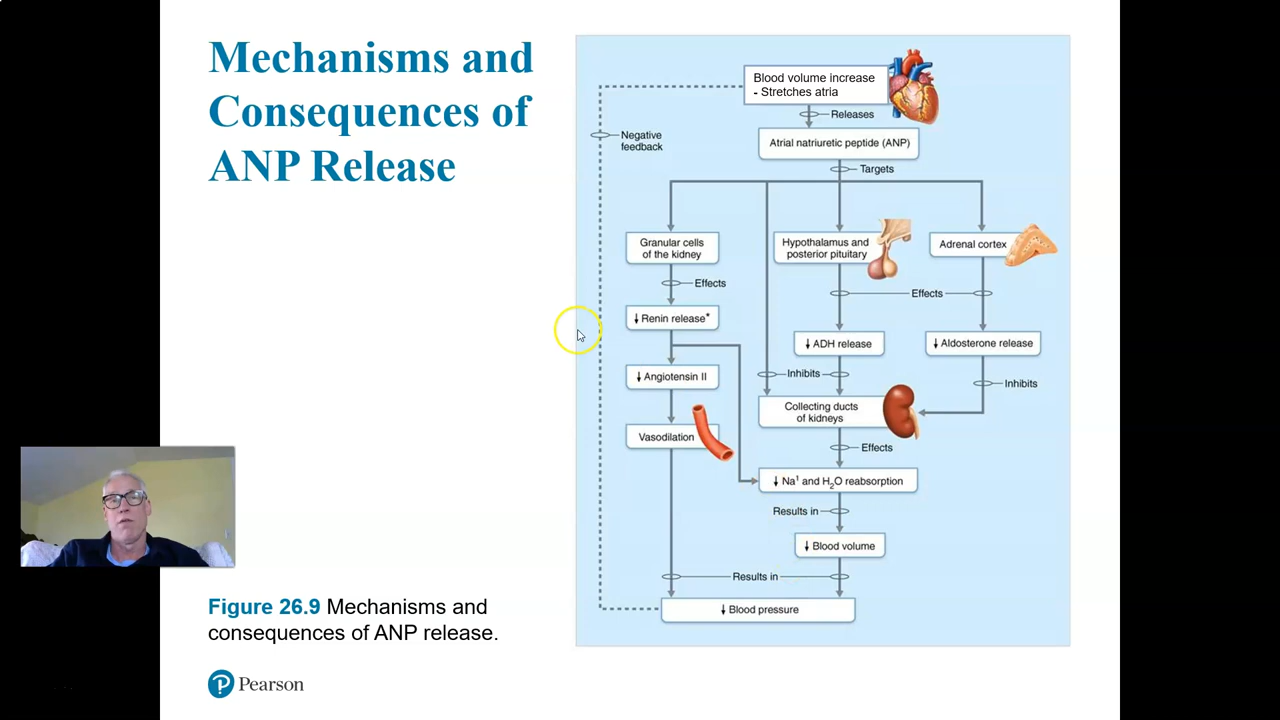 Mechanisms and
Consequences of
ANP Release
Blood volume increase
- Stretches atria
Releases
Negative
feedback
Atrial natriuretic peptide (ANP)
Targets
Granular cells
of the kidney
Hypothalamus and
posterior pituitary
Adrenal cortex
Effects
Effects
↓ Renin release*
↓ ADH release
↓ Aldosterone release
↓ Angiotensin II
Inhibits
Inhibits
Collecting ducts
of kidneys
Vasodilation
Effects
↓ Na¹ and H₂O reabsorption
Results in
↓ Blood volume
Results in
↓ Blood pressure
Figure 26.9 Mechanisms and
consequences of ANP release.
P Pearson